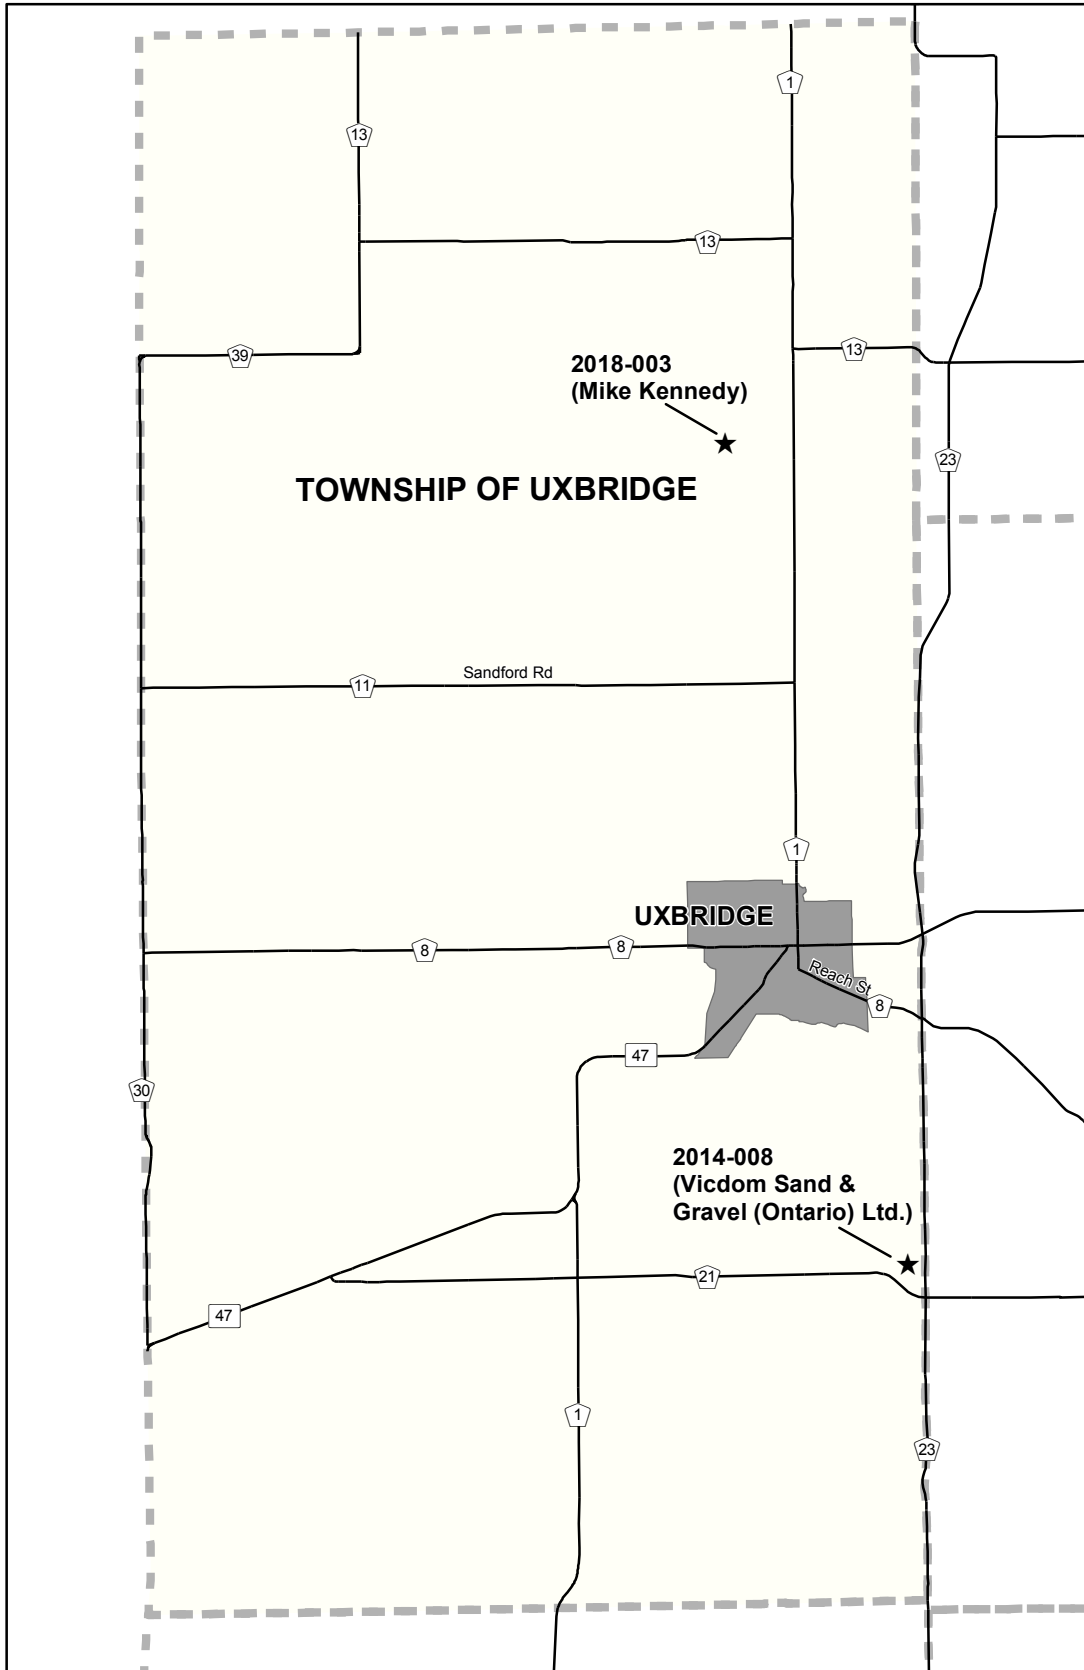 1
13
13
39
13
2018-003
(Mike Kennedy)
23
TOWNSHIP OF UXBRIDGE
Sandford Rd
11
1
UXBRIDGE
8
8
Reach St
8
47
30
2014-008
(Vicdom Sand &
Gravel (Ontario) Ltd.)
21
47
1
23